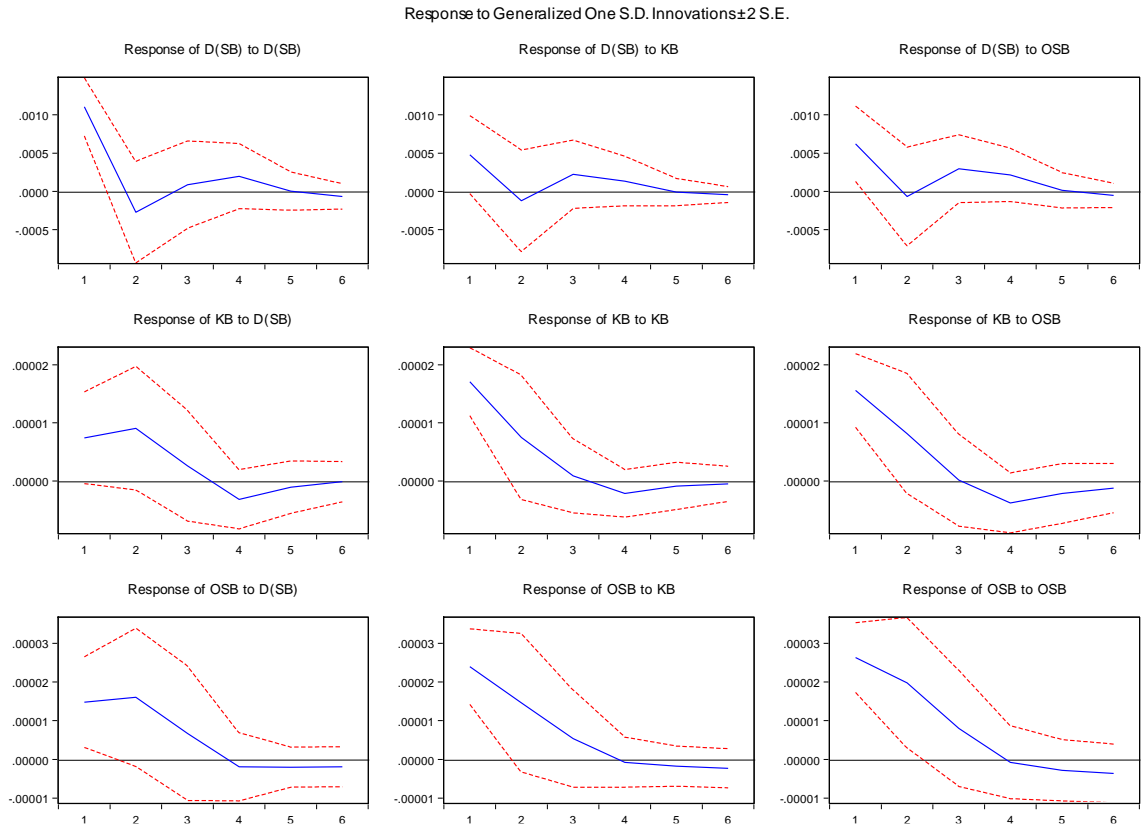 Response to Generalized One S.D. Innovations ±2 S.E.
Response of D(SB) to D(SB)
Response of D(SB) to KB
Response of D(SB) to OSB
.0010
.0005
.0000
-.0005
1 2 3 4 5 6
.0010
.0005
.0000
-.0005
1 2 3 4 5 6
.0010
.0005
.0000
-.0005
1 2 3 4 5 6
Response of KB to D(SB)
Response of KB to KB
Response of KB to OSB
.00002
.00001
.00000
1 2 3 4 5 6
.00002
.00001
.00000
1 2 3 4 5 6
.00002
.00001
.00000
1 2 3 4 5 6
Response of OSB to D(SB)
Response of OSB to KB
Response of OSB to OSB
.00003
.00002
.00001
.00000
-.00001
1 2 3 4 5 6
.00003
.00002
.00001
.00000
-.00001
1 2 3 4 5 6
.00003
.00002
.00001
.00000
-.00001
1 2 3 4 5 6